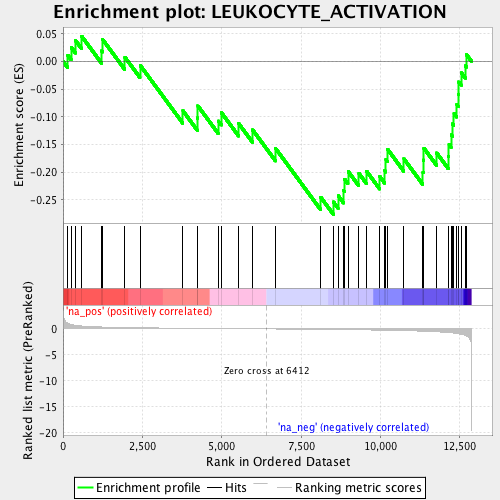 Enrichment plot: LEUKOCYTE_ACTIVATION
Enrichment score (ES)
0.05
0.00
-0.05
-0.10
-0.15
-0.20
-0.25
'na_pos' (positively correlated)
Ranked list metric (PreRanked)
5
0
-5
-10
-15
-20
Zero cross at 6412
'na_neg' (negatively correlated)
0
2,500
5,000
7,500
10,000
12,500
Rank in Ordered Dataset
Enrichment profile
Hits
Ranking metric scores